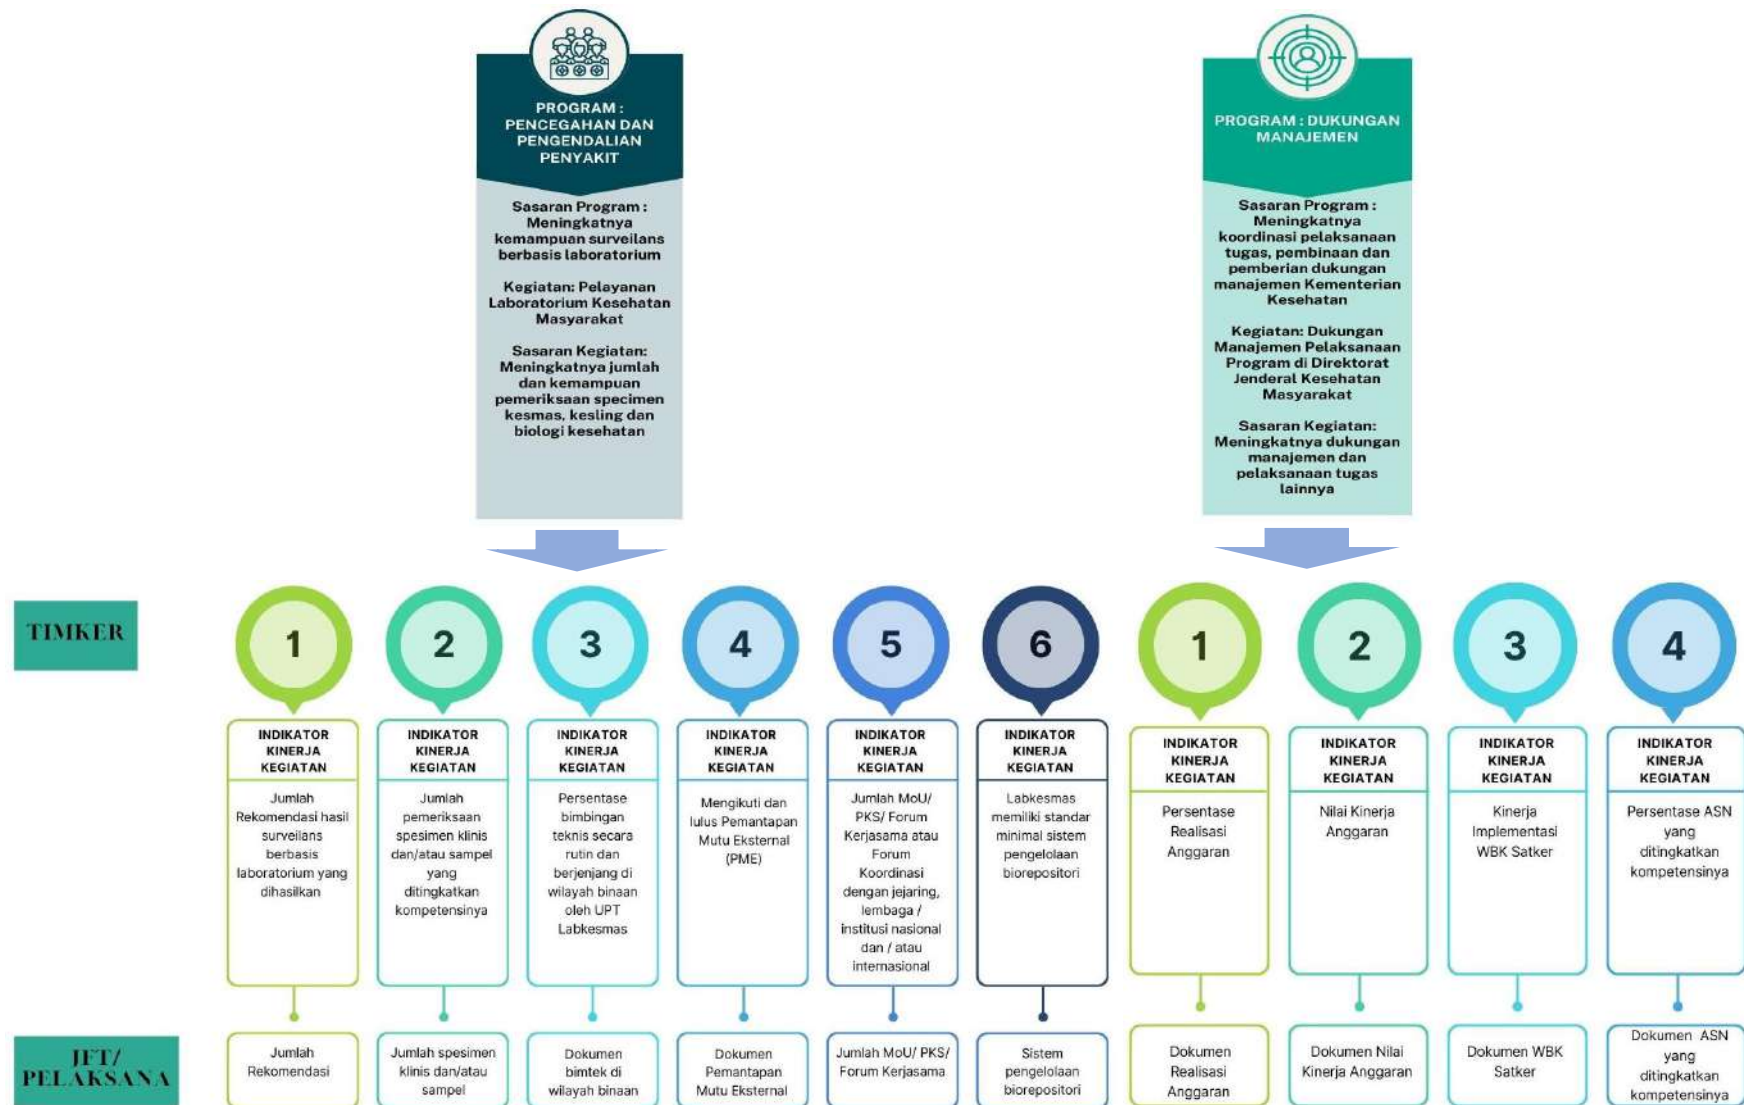 PROGRAM :
PENCEGAHAN DAN
PENGENDALIAN
PENYAKIT
Sasaran Program :
Meningkatnya
kemampuan surveilans
berbasis laboratorium
Kegiatan: Pelayanan
Laboratorium Kesehatan
Masyarakat
Sasaran Kegiatan:
Meningkatnya jumlah
dan kemampuan
pemeriksaan specimen
kesmas, kesling dan
biologi kesehatan
PROGRAM : DUKUNGAN
MANAJEMEN
Sasaran Program :
Meningkatnya
koordinasi pelaksanaan
tugas, pembinaan dan
pemberian dukungan
manajemen Kementerian
Kesehatan
Kegiatan: Dukungan
Manajemen Pelaksanaan
Program di Direktorat
Jenderal Kesehatan
Masyarakat
Sasaran Kegiatan:
Meningkatnya dukungan
manajemen dan
pelaksanaan tugas
lainnya
TIMKER
1
INDIKATOR
KINERJA
KEGIATAN
Jumlah
Rekomendasi hasil
surveilans
berbasis
laboratorium yang
dihasilkan
2
INDIKATOR
KINERJA
KEGIATAN
Jumlah
pemeriksaan
spesimen klinis
dan/atau sampel
yang
ditingkatkan
kompetensinya
3
INDIKATOR
KINERJA
KEGIATAN
Persentase
bimbingan
teknis secara
rutin dan
berjenjang di
wilayah binaan
oleh UPT
Labkesmas
4
INDIKATOR
KINERJA
KEGIATAN
Mengikuti dan
lulus Pemantapan
Mutu Eksternal
(PME)
5
INDIKATOR
KINERJA
KEGIATAN
Jumlah MoU/
PKS/ Forum
Kerjasama atau
Forum
Koordinasi
dengan jejaring,
lembaga /
institusi nasional
dan / atau
internasional
6
INDIKATOR
KINERJA
KEGIATAN
Labkesmas
memiliki standar
minimal sistem
pengelolaan
biorepositori
1
INDIKATOR
KINERJA
KEGIATAN
Persentase
Realisasi
Anggaran
2
INDIKATOR
KINERJA
KEGIATAN
Nilai Kinerja
Anggaran
3
INDIKATOR
KINERJA
KEGIATAN
Kinerja
Implementasi
WBK Satker
4
INDIKATOR
KINERJA
KEGIATAN
Persentase ASN
yang
ditingkatkan
kompetensinya
JFT/
PELAKSANA
Jumlah
Rekomendasi
Jumlah spesimen
klinis dan/atau
sampel
Dokumen
bimtek di
wilayah binaan
Dokumen
Pemantapan
Mutu Eksternal
Jumlah MoU/ PKS/
Forum Kerjasama
Sistem
pengelolaan
biorepositori
Dokumen
Realisasi
Anggaran
Dokumen Nilai
Kinerja Anggaran
Dokumen WBK
Satker
Dokumen ASN
yang
ditingkatkan
kompetensinya